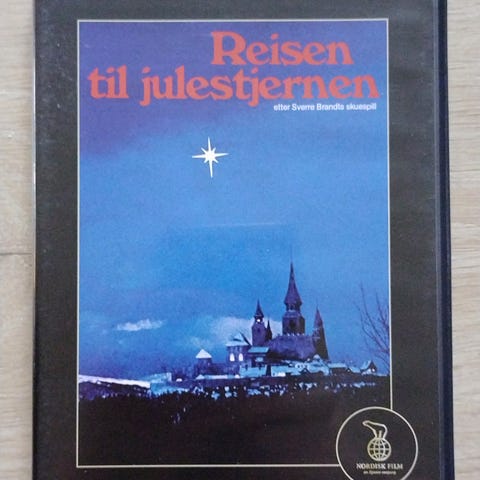 Reisen
til julestjernen
etter Sverre Brandts skuespill
NORDISK FILM